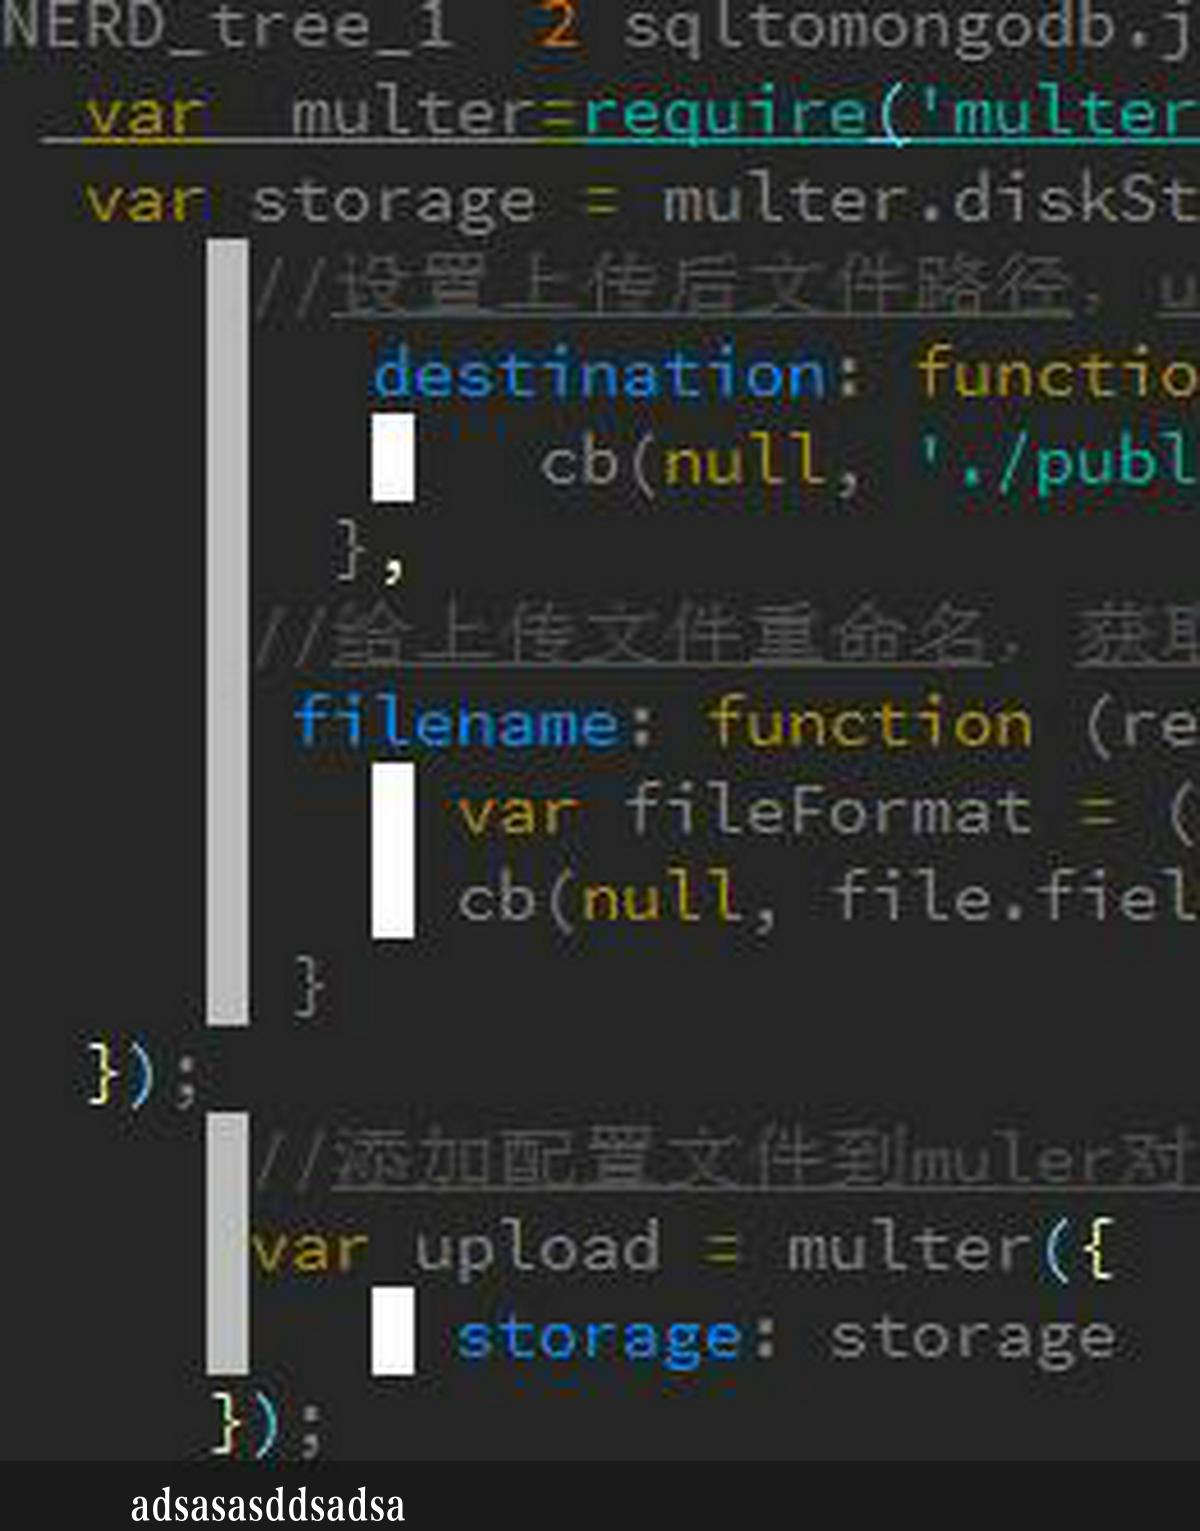 NERD_tree_1 2 sqltomongodb.j
var multer=require('multer
var storage = multer.diskSt
//设置上传后文件路径，u
destination: functio
cb(null, './publ
},
//给上传文件重命名，获取
filename: function (re
var fileFormat = (
cb(null, file.fiel
}
});
//添加配置文件到muler对
var upload = multer({
storage: storage
});
adsasasddsadsa